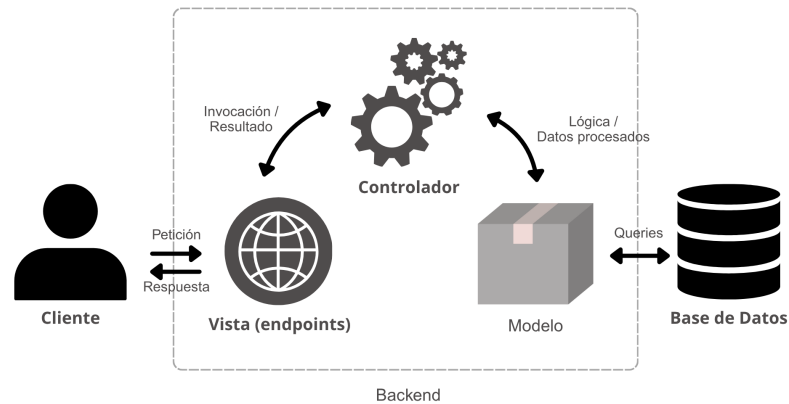 Invocación /
Resultado
Lógica /
Datos procesados
Controlador
Petición
Respuesta
Queries
Cliente
Vista (endpoints)
Modelo
Base de Datos
Backend